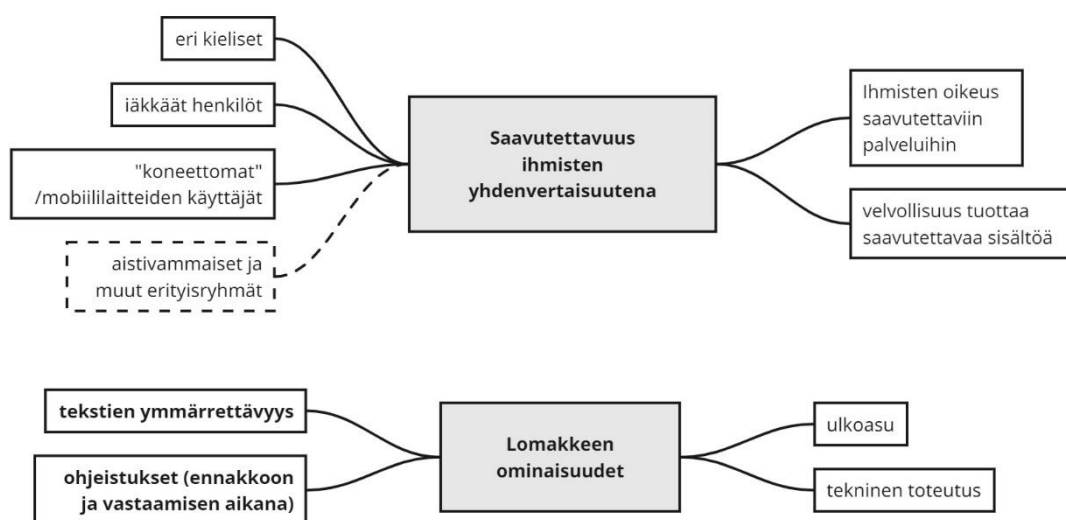 eri kieliset
iäkkäät henkilöt
"koneettomat"
/mobiililaitteiden käyttäjät
aistivammaiset ja
muut erityisryhmät
Saavutettavuus
ihmisten
yhdenvertaisuutena
Ihmisten oikeus
saavutettaviin
palveluihin
velvollisuus tuottaa
saavutettavaa sisältöä
tekstien ymmärrettävyys
ohjeistukset (ennakkoon
ja vastaamisen aikana)
Lomakkeen
ominaisuudet
ulkoasu
tekninen toteutus